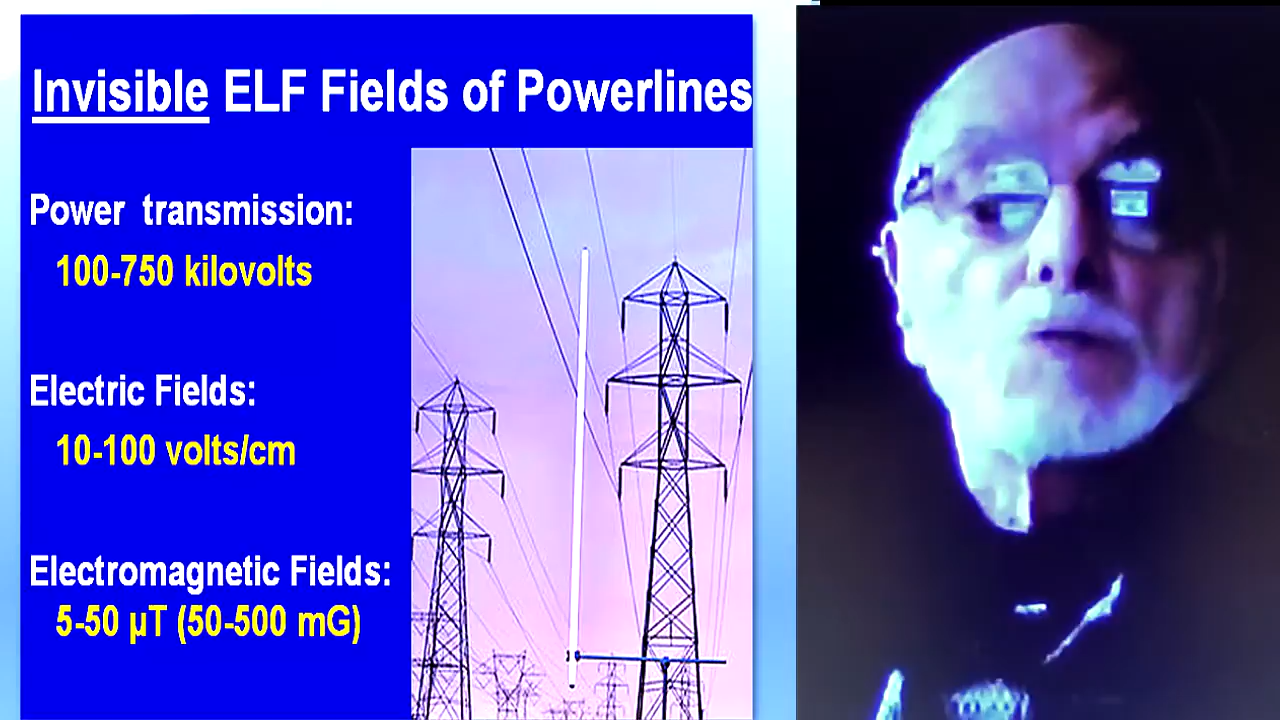 Invisible ELF Fields of Powerlines
Power transmission:
100-750 kilovolts
Electric Fields:
10-100 volts/cm
Electromagnetic Fields:
5-50 µT (50-500 mG)